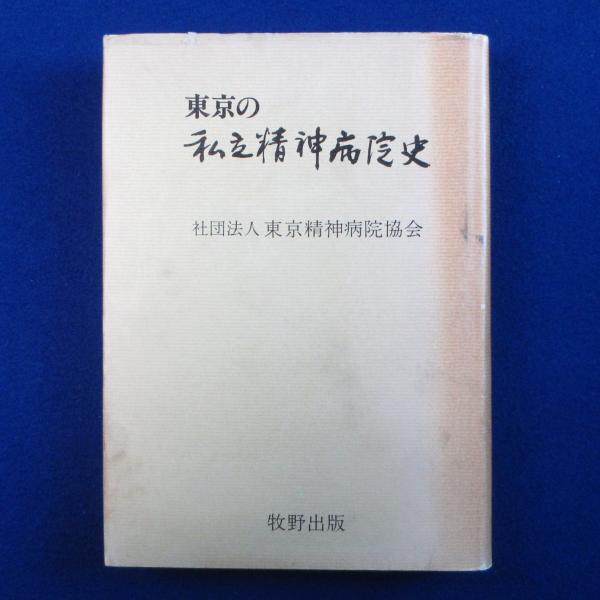 東京の
私立精神病院史
社団法人 東京精神病院協会
牧野出版